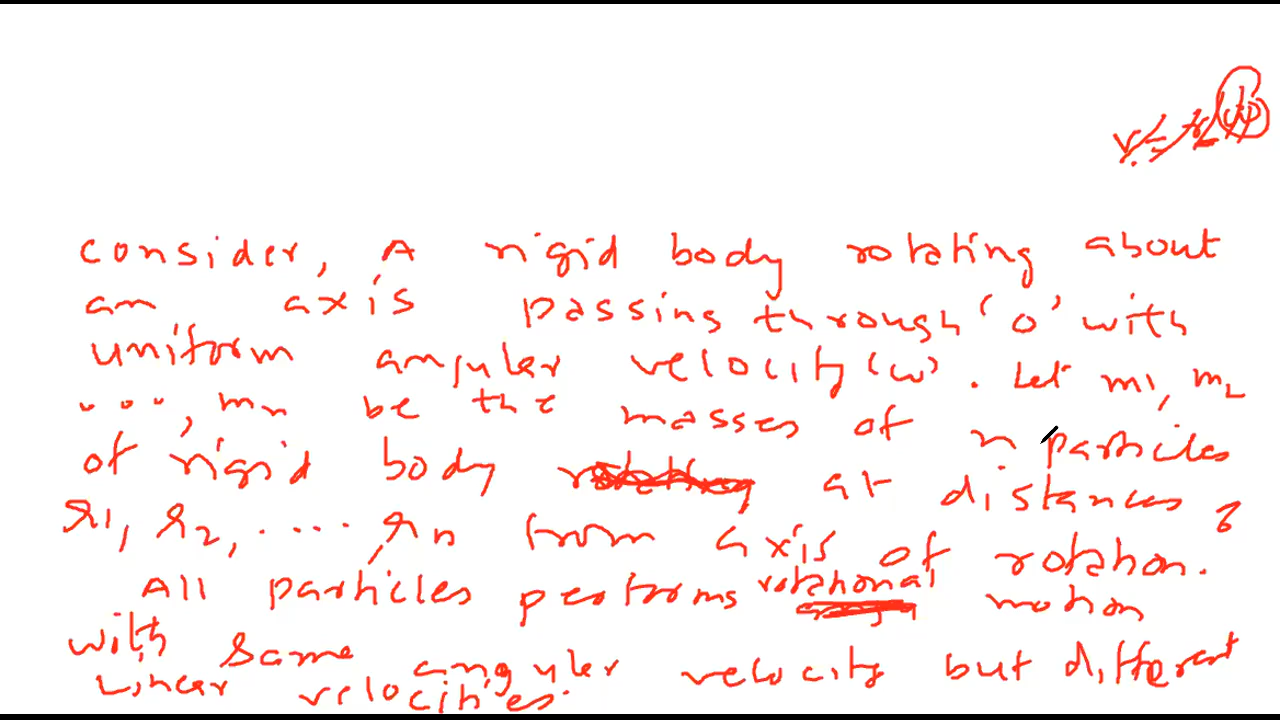 consider, A rigid body rotating about
an axis passing through 'o' with
uniform angular velocity (ω). Let m1, m2
...., mn be the masses of n particles
of rigid body at distances
r1, r2, .... rn from axis of rotation.
All particles performs rotational motion
with same angular velocity but different
Linear velocities.